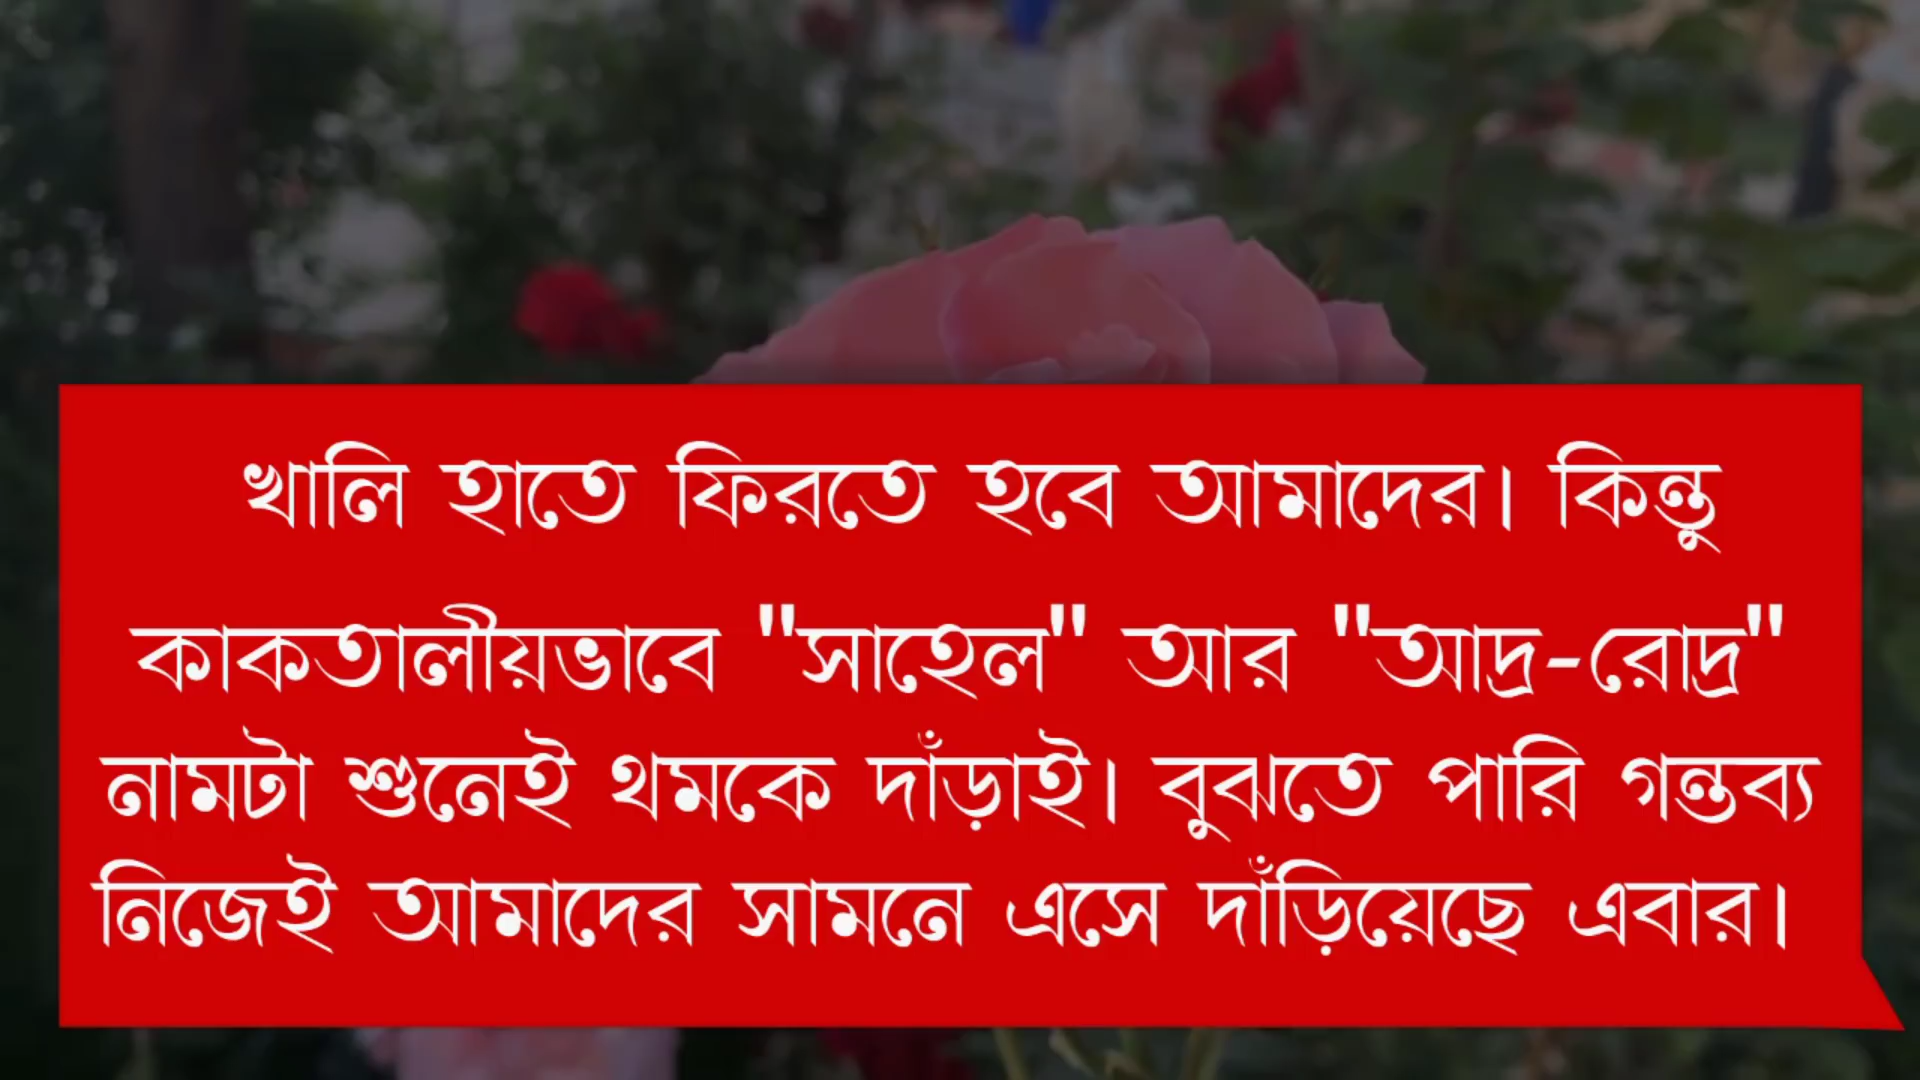 খালি হাতে ফিরতে হবে আমাদের। কিন্তু
কাকতালীয়ভাবে "সাহেল" আর "আদ্র-রোদ্র"
নামটা শুনেই থমকে দাঁড়াই। বুঝতে পারি গন্তব্য
নিজেই আমাদের সামনে এসে দাঁড়িয়েছে এবার।